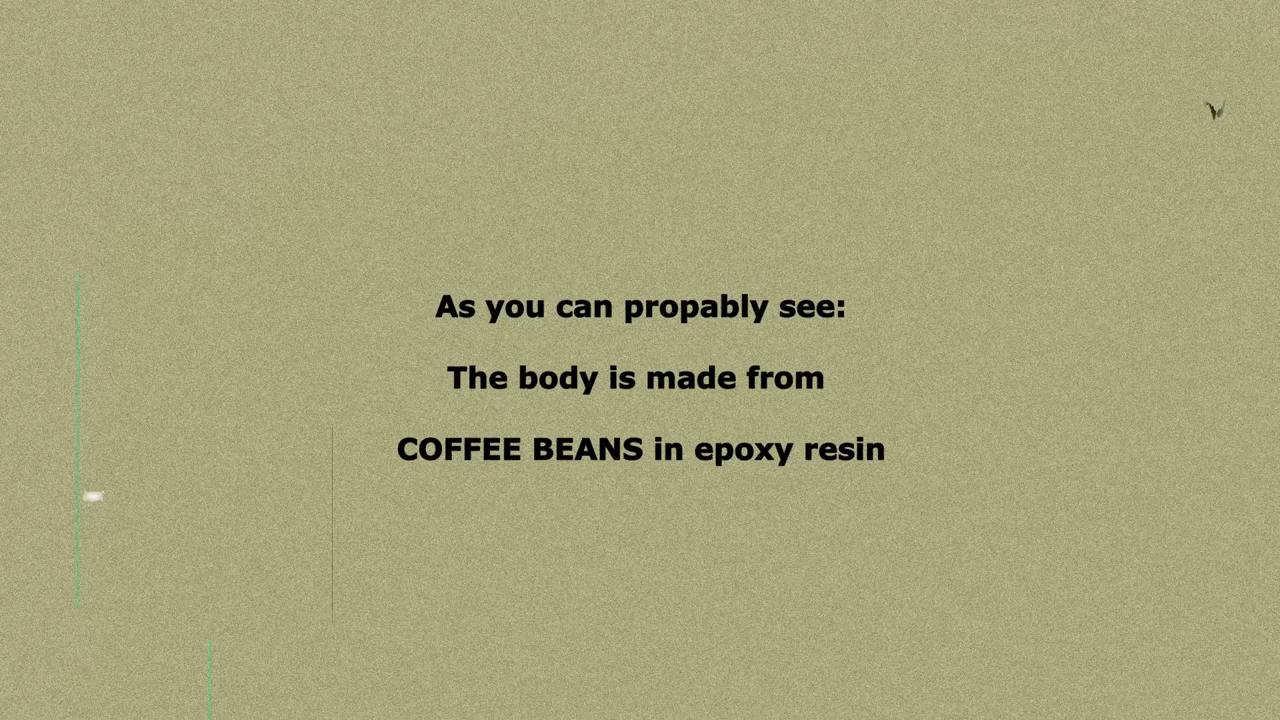 As you can propably see:
The body is made from
COFFEE BEANS in epoxy resin